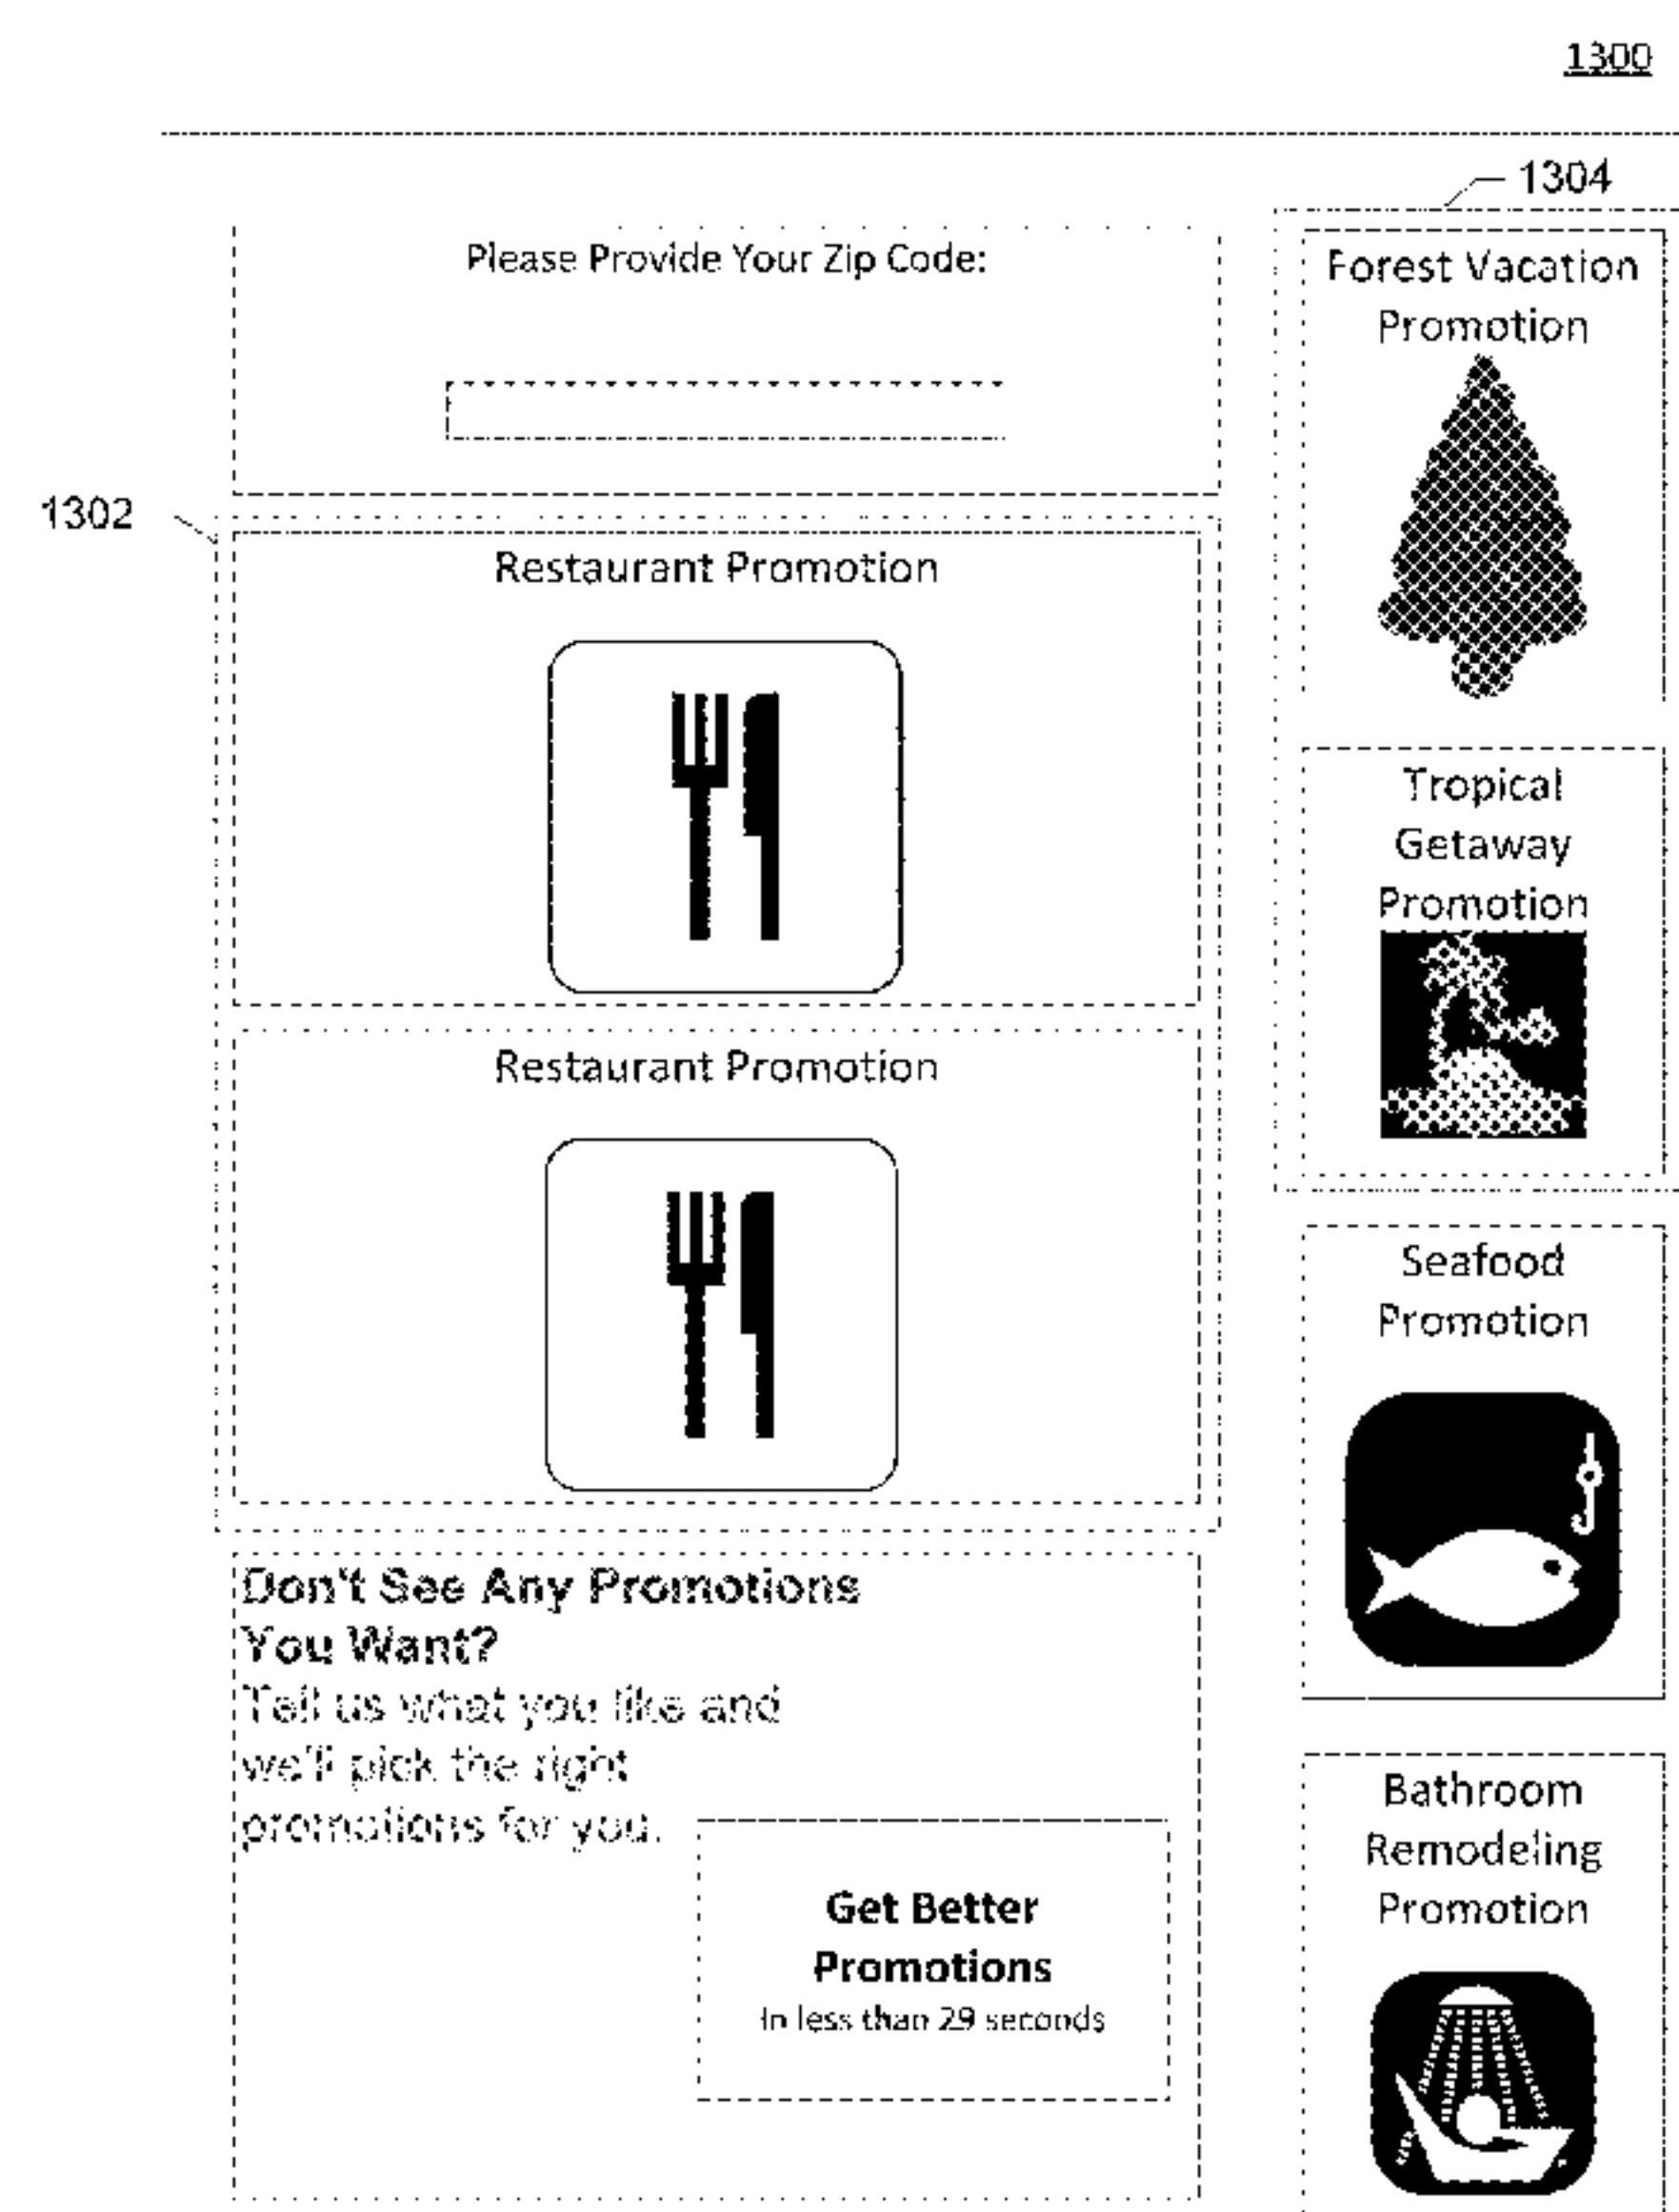 1300
1304
Please Provide Your Zip Code:
1302
Restaurant Promotion
Restaurant Promotion
Don't See Any Promotions
You Want?
Tell us what you like and
we'll pick the right
promotions for you.
Get Better
Promotions
In less than 29 seconds
Forest Vacation
Promotion
Tropical
Getaway
Promotion
Seafood
Promotion
Bathroom
Remodeling
Promotion